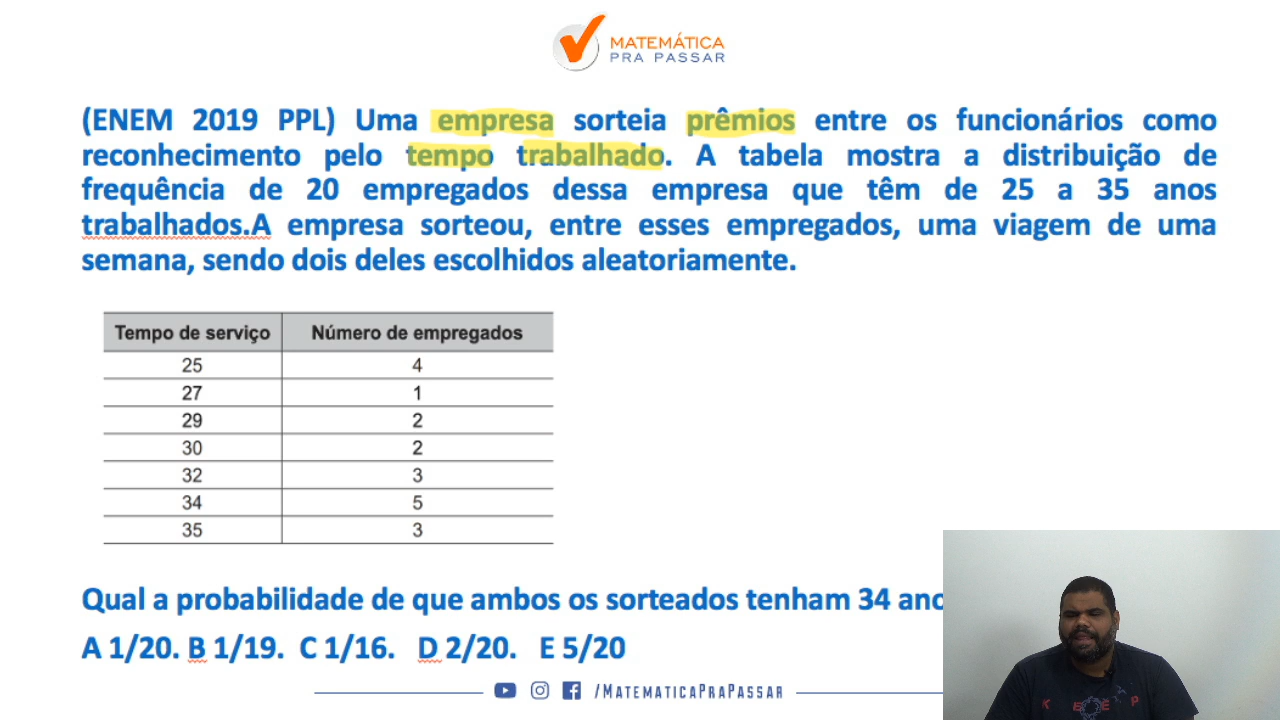 MATEMÁTICA
PRA PASSAR
(ENEM 2019 PPL) Uma empresa sorteia prêmios entre os funcionários como
reconhecimento pelo tempo trabalhado. A tabela mostra a distribuição de
frequência de 20 empregados dessa empresa que têm de 25 a 35 anos
trabalhados.A empresa sorteou, entre esses empregados, uma viagem de uma
semana, sendo dois deles escolhidos aleatoriamente.
Tempo de serviço Número de empregados
25 4
27 1
29 2
30 2
32 3
34 5
35 3
Qual a probabilidade de que ambos os sorteados tenham 34
A 1/20. B 1/19. C 1/16. D 2/20. E 5/20
/MATEMATICAPRAPASSAR